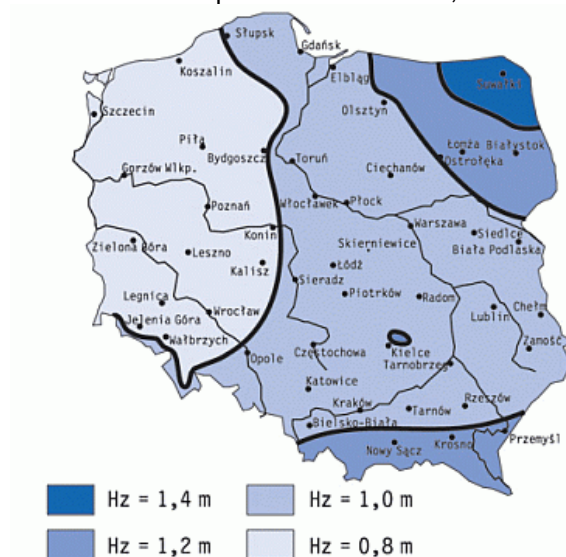 Słupsk
Gdańsk
Koszalin
Elbląg
Suwałki
Szczecin
Olsztyn
Piła
Bydgoszcz
Toruń
Łomża
Białystok
Ostrołęka
Gorzów Wlkp.
Ciechanów
Poznań
Włocławek
Płock
Konin
Warszawa
Siedlce
Zielona Góra
Skierniewice
Biała Podlaska
Leszno
Łódź
Kalisz
Sieradz
Legnica
Piotrków
Radom
Wrocław
Lublin
Chełm
Jelenia Góra
Wałbrzych
Opole
Częstochowa
Kielce
Zamość
Tarnobrzeg
Katowice
Kraków
Tarnów
Rzeszów
Bielsko-Biała
Nowy Sącz
Krosno
Przemyśl
Hz = 1,4 m
Hz = 1,0 m
Hz = 1,2 m
Hz = 0,8 m